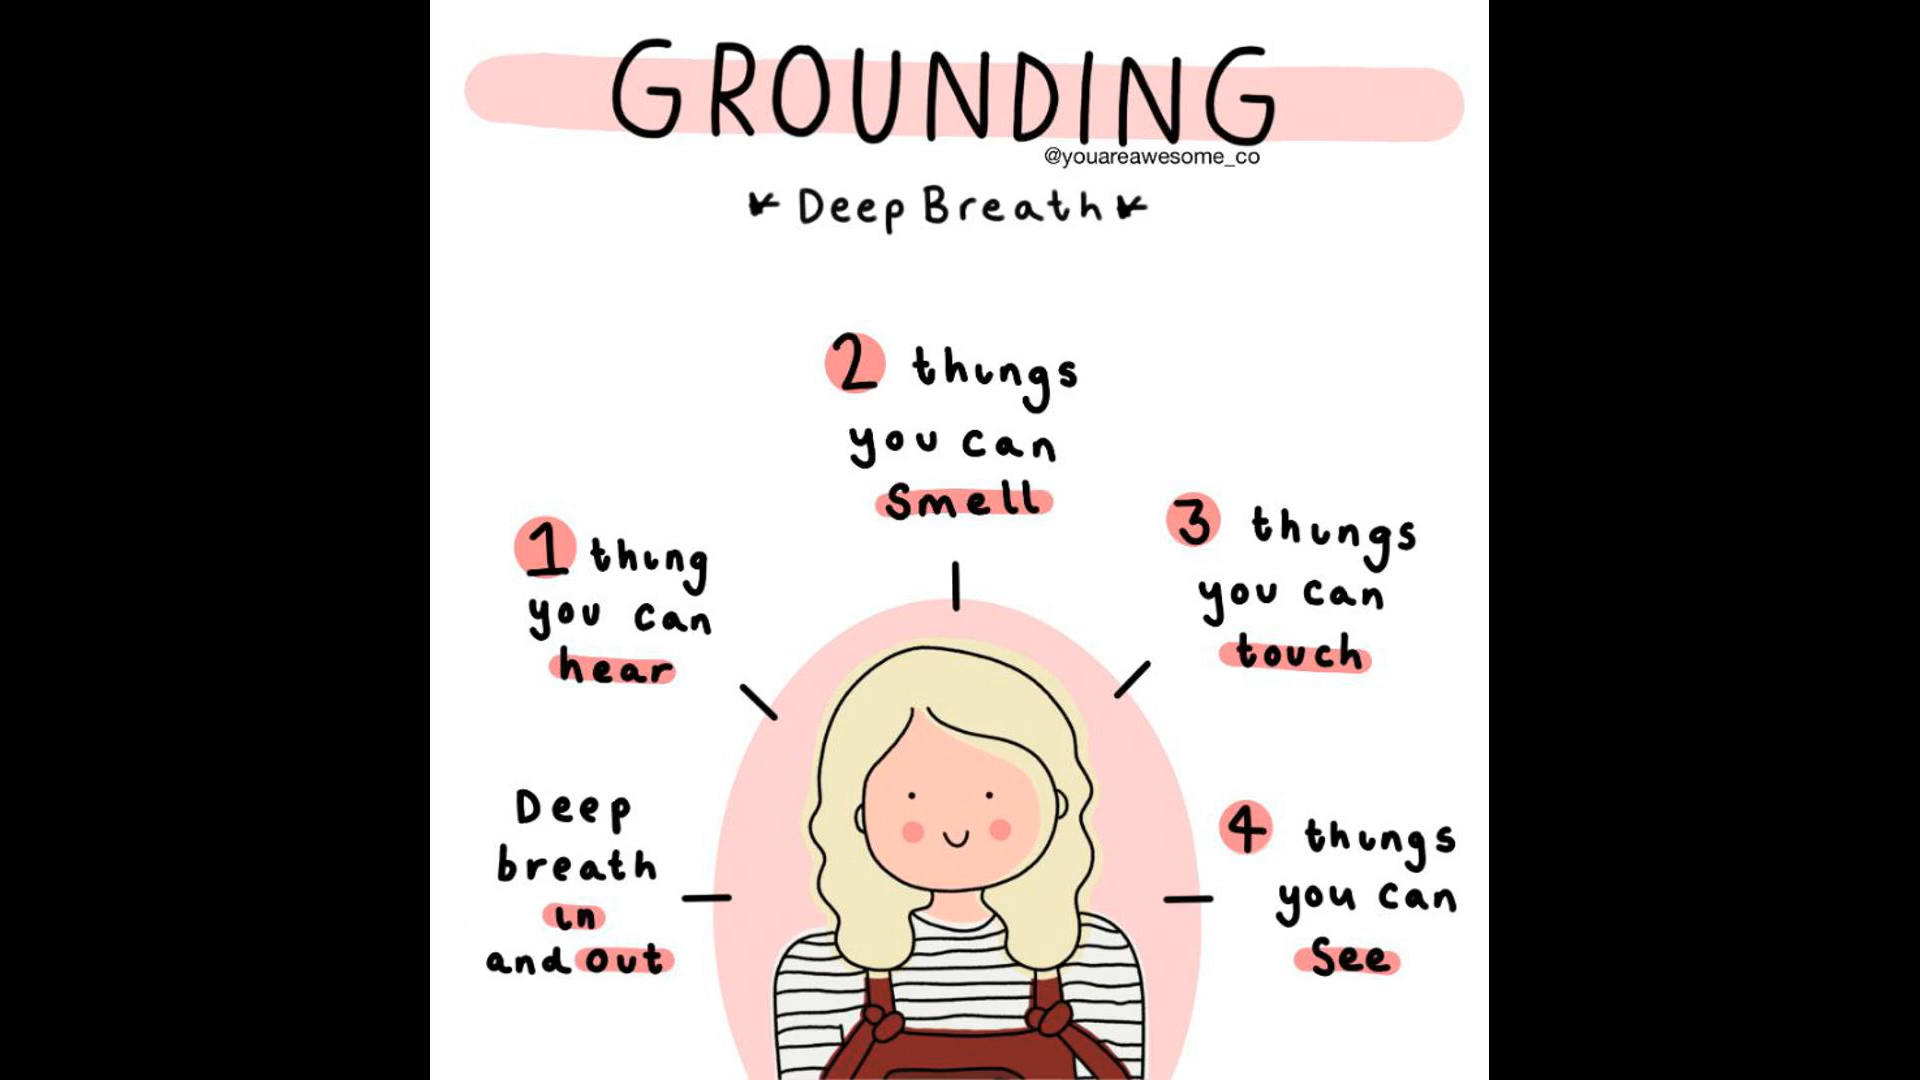 GROUNDING
@youareawesome_co
Deep Breath
2 things
you can
Smell
1 thing
you can
hear
3 things
you can
touch
Deep
breath
in
and out
4 things
you can
See